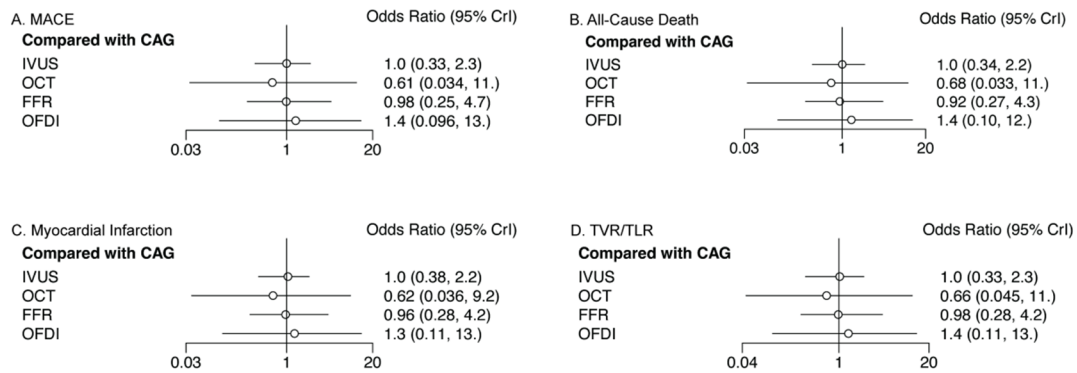 A. MACE
Odds Ratio (95% CrI)
Compared with CAG
IVUS 1.0 (0.33, 2.3)
OCT 0.61 (0.034, 11.)
FFR 0.98 (0.25, 4.7)
OFDI 1.4 (0.096, 13.)
0.03 1 20
B. All-Cause Death
Odds Ratio (95% CrI)
Compared with CAG
IVUS 1.0 (0.34, 2.2)
OCT 0.68 (0.033, 11.)
FFR 0.92 (0.27, 4.3)
OFDI 1.4 (0.10, 12.)
0.03 1 20
C. Myocardial Infarction
Odds Ratio (95% CrI)
Compared with CAG
IVUS 1.0 (0.38, 2.2)
OCT 0.62 (0.036, 9.2)
FFR 0.96 (0.28, 4.2)
OFDI 1.3 (0.11, 13.)
0.03 1 20
D. TVR/TLR
Odds Ratio (95% CrI)
Compared with CAG
IVUS 1.0 (0.33, 2.3)
OCT 0.66 (0.045, 11.)
FFR 0.98 (0.28, 4.2)
OFDI 1.4 (0.11, 13.)
0.04 1 20